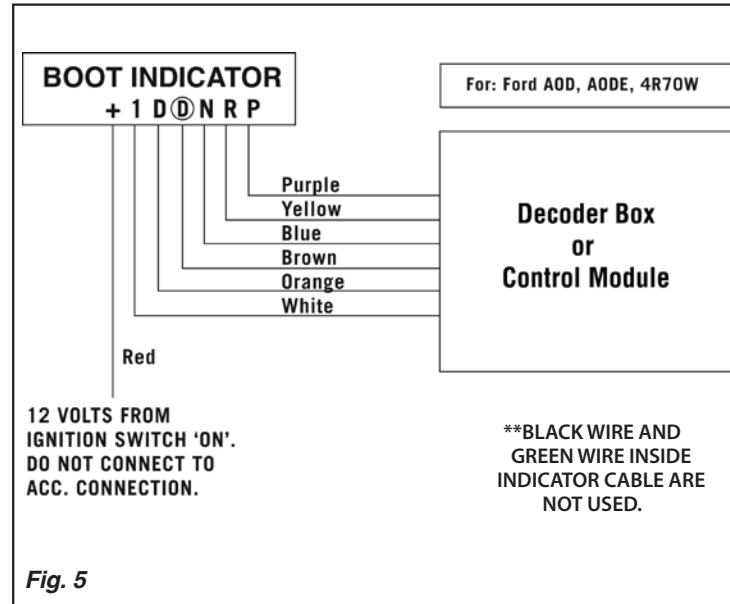 BOOT INDICATOR
+ 1 D Ⓓ N R P
For: Ford AOD, AODE, 4R70W
Purple
Yellow
Blue
Brown
Orange
White
Decoder Box
or
Control Module
Red
12 VOLTS FROM
IGNITION SWITCH ‘ON’.
DO NOT CONNECT TO
ACC. CONNECTION.
**BLACK WIRE AND
GREEN WIRE INSIDE
INDICATOR CABLE ARE
NOT USED.
Fig. 5